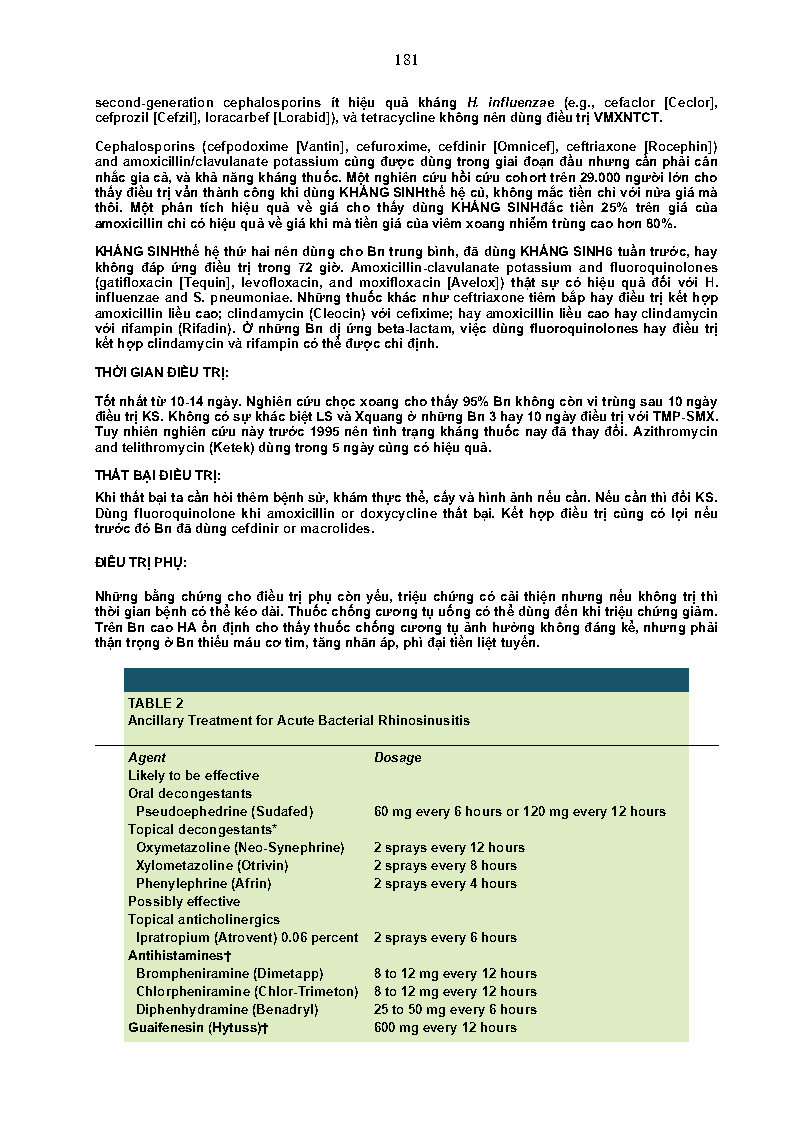 181
second-generation cephalosporins ít hiệu quả kháng H. influenzae (e.g., cefaclor [Ceclor],
cefprozil [Cefzil], loracarbef [Lorabid]), và tetracycline không nên dùng điều trị VMXNTCT.
Cephalosporins (cefpodoxime [Vantin], cefuroxime, cefdinir [Omnicef], ceftriaxone [Rocephin])
and amoxicillin/clavulanate potassium cũng được dùng trong giai đoạn đầu nhưng cần phải cân
nhắc gía cả, và khả năng kháng thuốc. Một nghiên cứu hồi cứu cohort trên 29.000 người lớn cho
thấy điều trị vẫn thành công khi dùng KHÁNG SINHthế hệ cũ, không mắc tiền chỉ với nửa giá mà
thôi. Một phân tích hiệu quả về giá cho thấy dùng KHÁNG SINHđắc tiền 25% trên giá của
amoxicillin chỉ có hiệu quả về giá khi mà tiền giá của viêm xoang nhiễm trùng cao hơn 80%.
KHÁNG SINHthế hệ thứ hai nên dùng cho Bn trung bình, đã dùng KHÁNG SINH6 tuần trước, hay
không đáp ứng điều trị trong 72 giờ. Amoxicillin-clavulanate potassium and fluoroquinolones
(gatifloxacin [Tequin], levofloxacin, and moxifloxacin [Avelox]) thật sự có hiệu quả đối với H.
influenzae and S. pneumoniae. Những thuốc khác như ceftriaxone tiêm bắp hay điều trị kết hợp
amoxicillin liều cao; clindamycin (Cleocin) với cefixime; hay amoxicillin liều cao hay clindamycin
với rifampin (Rifadin). Ở những Bn dị ứng beta-lactam, việc dùng fluoroquinolones hay điều trị
kết hợp clindamycin và rifampin có thể được chỉ định.
THỜI GIAN ĐIỀU TRỊ:
Tốt nhất từ 10-14 ngày. Nghiên cứu chọc xoang cho thấy 95% Bn không còn vi trùng sau 10 ngày
điều trị KS. Không có sự khác biệt LS và Xquang ở những Bn 3 hay 10 ngày điều trị với TMP-SMX.
Tuy nhiên nghiên cứu này trước 1995 nên tình trạng kháng thuốc nay đã thay đổi. Azithromycin
and telithromycin (Ketek) dùng trong 5 ngày cũng có hiệu quả.
THẤT BẠI ĐIỀU TRỊ:
Khi thất bại ta cần hỏi thêm bệnh sử, khám thực thể, cấy và hình ảnh nếu cần. Nếu cần thì đổi KS.
Dùng fluoroquinolone khi amoxicillin or doxycycline thất bại. Kết hợp điều trị cũng có lợi nếu
trước đó Bn đã dùng cefdinir or macrolides.
ĐIỀU TRỊ PHỤ:
Những bằng chứng cho điều trị phụ còn yếu, triệu chứng có cải thiện nhưng nếu không trị thì
thời gian bệnh có thể kéo dài. Thuốc chống cương tụ uống có thể dùng đến khi triệu chứng giảm.
Trên Bn cao HA ổn định cho thấy thuốc chống cương tụ ảnh hưởng không đáng kể, nhưng phải
thận trọng ở Bn thiếu máu cơ tim, tăng nhãn áp, phì đại tiền liệt tuyến.
TABLE 2
Ancillary Treatment for Acute Bacterial Rhinosinusitis
Agent Dosage
Likely to be effective
Oral decongestants
Pseudoephedrine (Sudafed) 60 mg every 6 hours or 120 mg every 12 hours
Topical decongestants*
Oxymetazoline (Neo-Synephrine) 2 sprays every 12 hours
Xylometazoline (Otrivin) 2 sprays every 8 hours
Phenylephrine (Afrin) 2 sprays every 4 hours
Possibly effective
Topical anticholinergics
Ipratropium (Atrovent) 0.06 percent 2 sprays every 6 hours
Antihistamines†
Brompheniramine (Dimetapp) 8 to 12 mg every 12 hours
Chlorpheniramine (Chlor-Trimeton) 8 to 12 mg every 12 hours
Diphenhydramine (Benadryl) 25 to 50 mg every 6 hours
Guaifenesin (Hytuss)† 600 mg every 12 hours